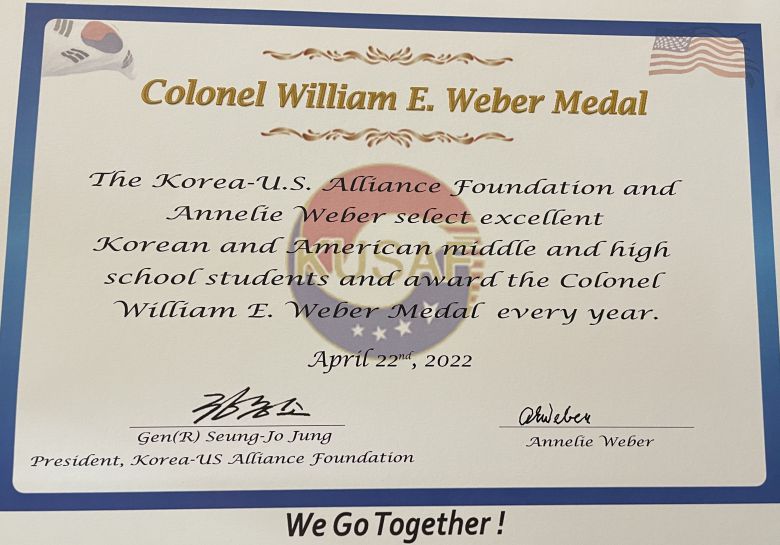 Colonel William E. Weber Medal
The Korea-U.S. Alliance Foundation and
Annelie Weber select excellent
Korean and American middle and high
school students and award the Colonel
William E. Weber Medal every year.
KUSAF
April 22nd, 2022
Gen(R) Seung-Jo Jung
President, Korea-US Alliance Foundation
AWeber
Annelie Weber
We Go Together !